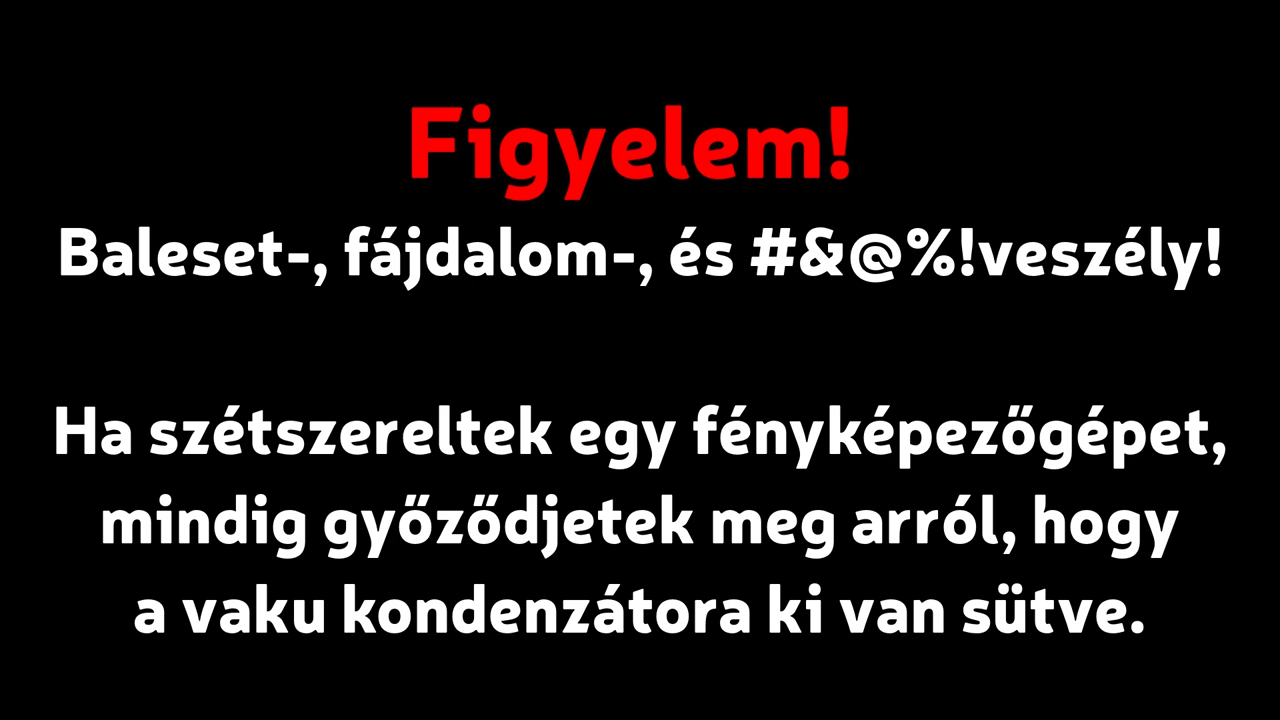 Figyelem!
Baleset-, fájdalom-, és #&@%!veszély!
Ha szétszereltek egy fényképezőgépet,
mindig győződjetek meg arról, hogy
a vaku kondenzátora ki van sütve.